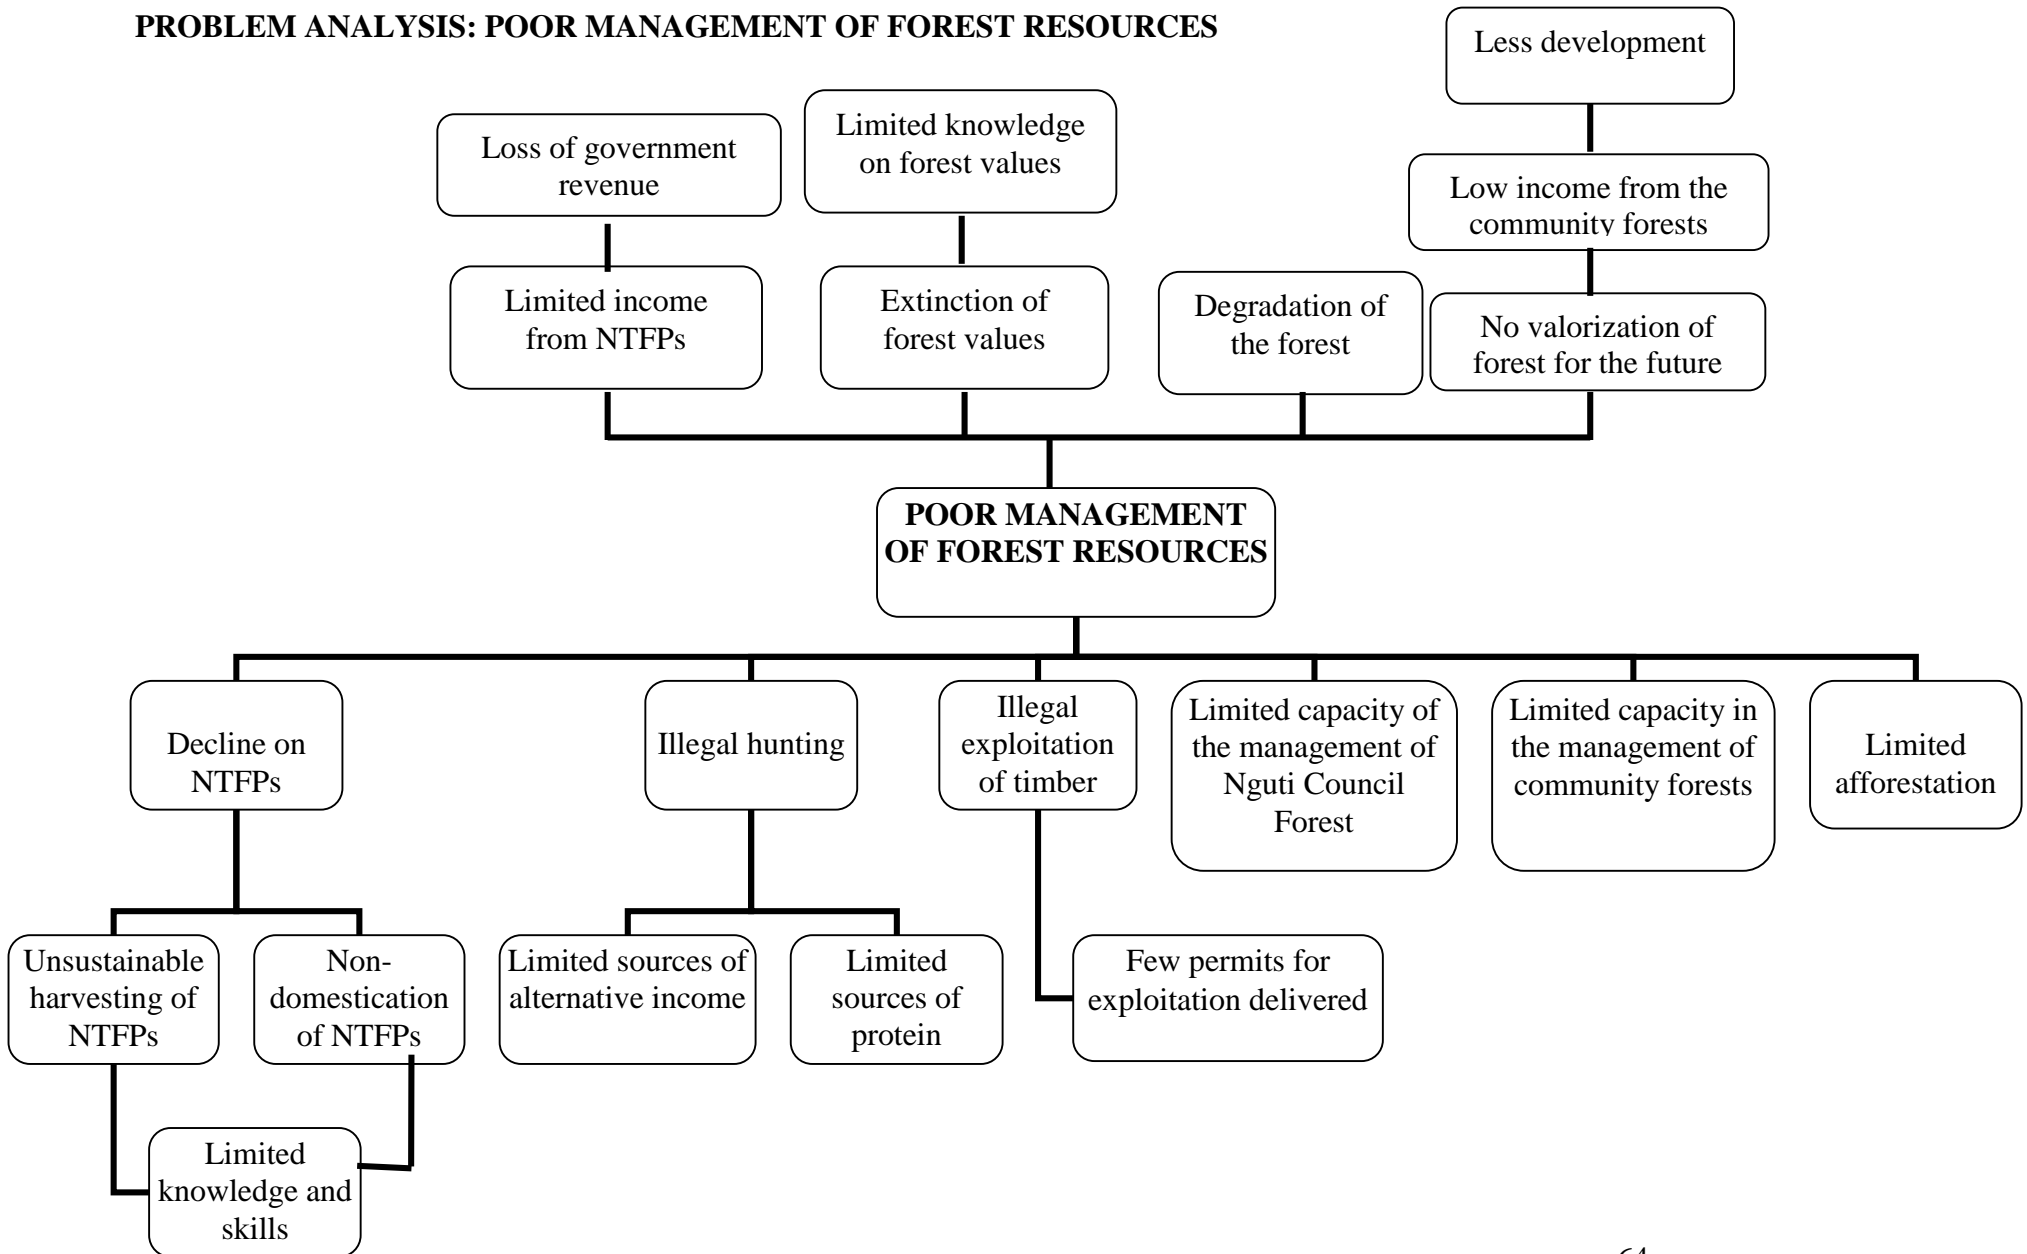 PROBLEM ANALYSIS: POOR MANAGEMENT OF FOREST RESOURCES
Less development
Loss of government
revenue
Limited knowledge
on forest values
Low income from the
community forests
Limited income
from NTFPs
Extinction of
forest values
Degradation of
the forest
No valorization of
forest for the future
POOR MANAGEMENT
OF FOREST RESOURCES
Decline on
NTFPs
Illegal hunting
Illegal
exploitation
of timber
Limited capacity of
the management of
Nguti Council
Forest
Limited capacity in
the management of
community forests
Limited
afforestation
Unsustainable
harvesting of
NTFPs
Non-
domestication
of NTFPs
Limited sources of
alternative income
Limited
sources of
protein
Few permits for
exploitation delivered
Limited
knowledge and
skills